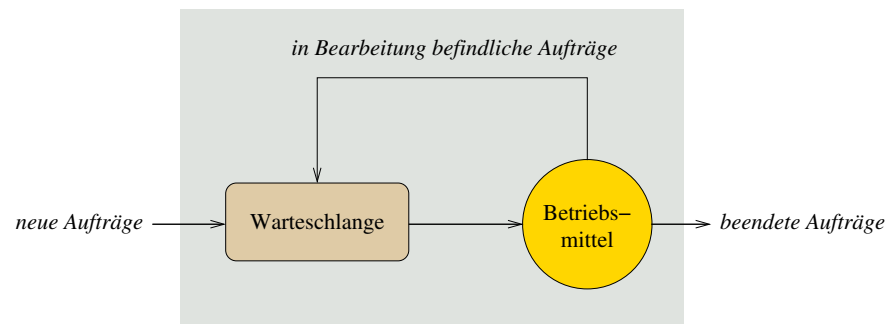 in Bearbeitung befindliche Aufträge
neue Aufträge
Warteschlange
Betriebs–
mittel
beendete Aufträge